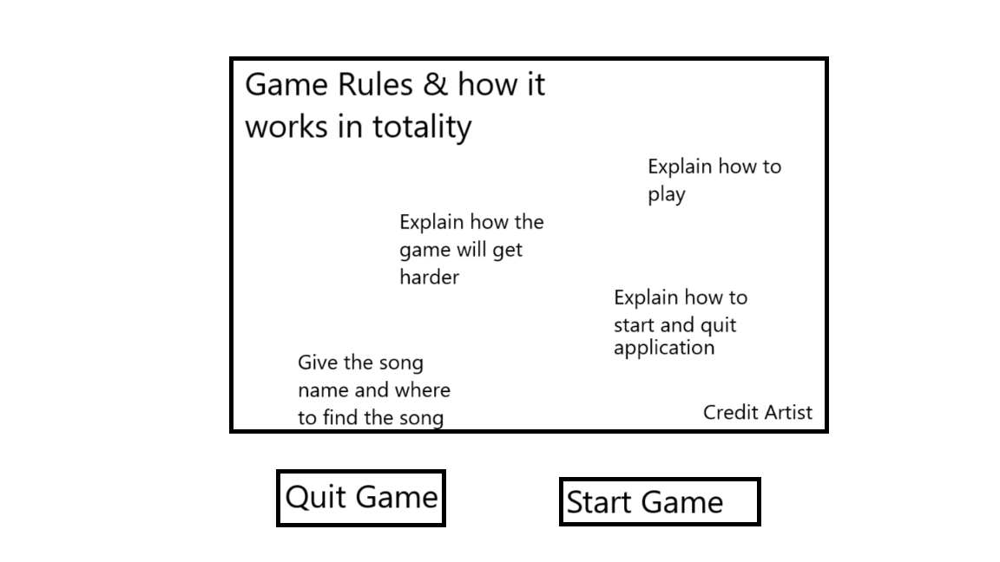 Game Rules & how it
works in totality
Explain how to
play
Explain how the
game will get
harder
Explain how to
start and quit
application
Give the song
name and where
to find the song
Credit Artist
Quit Game
Start Game